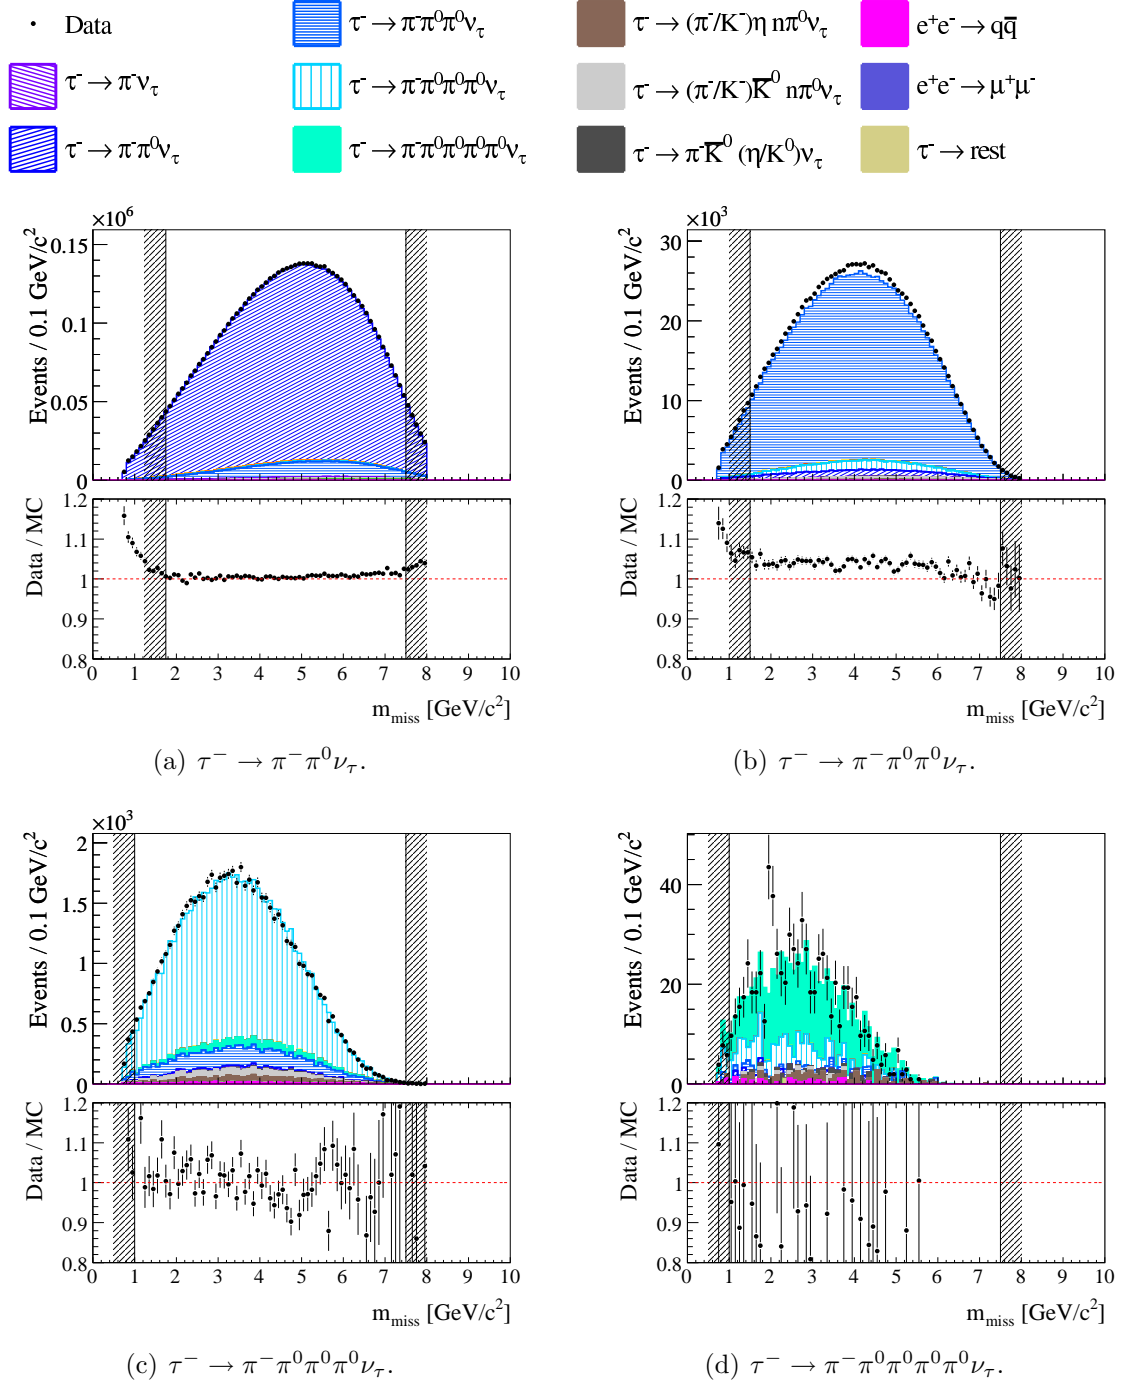 Data
τ⁻ → π⁻π⁰π⁰ν_τ
τ⁻ → (π⁻/K⁻)η nπ⁰ν_τ
e⁺e⁻ → qq̅
τ⁻ → π⁻ν_τ
τ⁻ → π⁻π⁰π⁰π⁰ν_τ
τ⁻ → (π⁻/K⁻)K̅⁰ nπ⁰ν_τ
e⁺e⁻ → μ⁺μ⁻
τ⁻ → π⁻π⁰ν_τ
τ⁻ → π⁻π⁰π⁰π⁰π⁰ν_τ
τ⁻ → π⁻K̅⁰ (η/K⁰)ν_τ
τ⁻ → rest
×10⁶
Events / 0.1 GeV/c²
0.15
0.1
0.05
0
Data / MC
1.2
1.1
1
0.9
0.8
0 1 2 3 4 5 6 7 8 9 10
m_miss [GeV/c²]
(a) τ⁻ → π⁻π⁰ν_τ.
×10³
Events / 0.1 GeV/c²
30
20
10
0
Data / MC
1.2
1.1
1
0.9
0.8
0 1 2 3 4 5 6 7 8 9 10
m_miss [GeV/c²]
(b) τ⁻ → π⁻π⁰π⁰ν_τ.
×10³
Events / 0.1 GeV/c²
2
1.5
1
0.5
0
Data / MC
1.2
1.1
1
0.9
0.8
0 1 2 3 4 5 6 7 8 9 10
m_miss [GeV/c²]
(c) τ⁻ → π⁻π⁰π⁰π⁰ν_τ.
Events / 0.1 GeV/c²
40
20
0
Data / MC
1.2
1.1
1
0.9
0.8
0 1 2 3 4 5 6 7 8 9 10
m_miss [GeV/c²]
(d) τ⁻ → π⁻π⁰π⁰π⁰π⁰ν_τ.